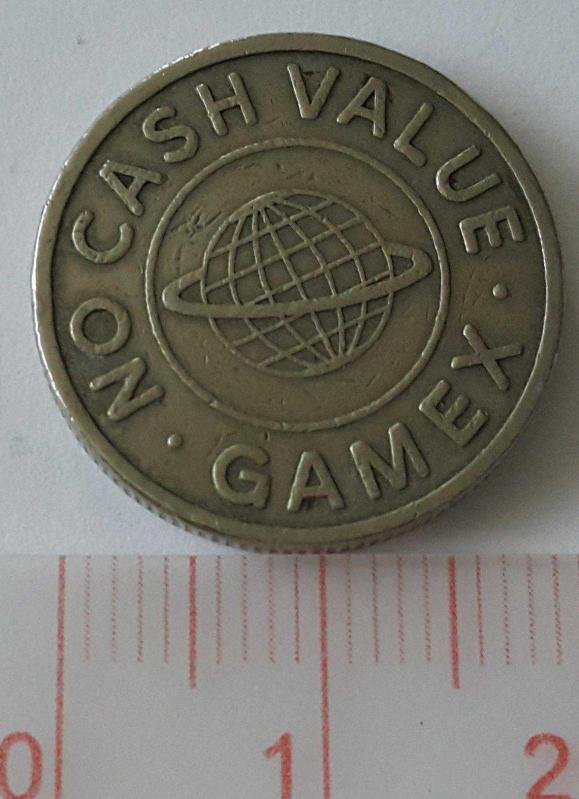 NO CASH VALUE
· GAMEX ·
0 1 2